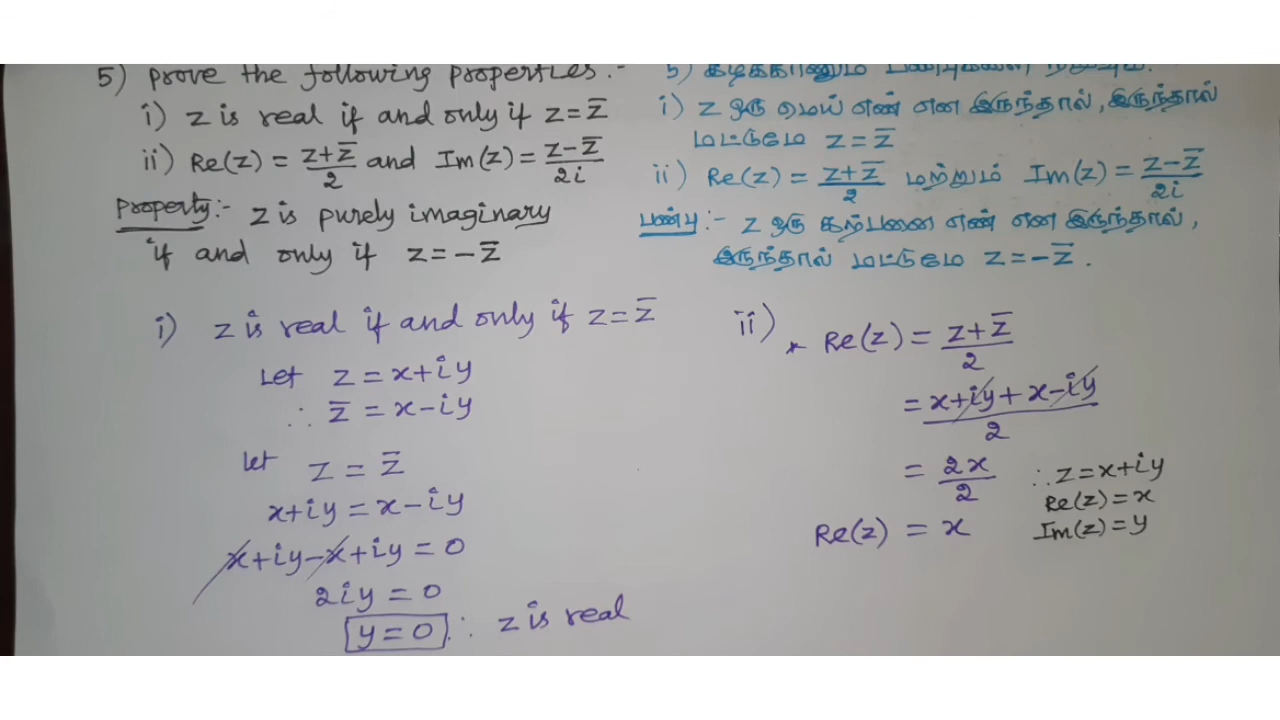 5) prove the following properties :-
i) z is real if and only if z = z̅
ii) Re(z) = (z+z̅)/2 and Im(z) = (z-z̅)/2i
Property:- z is purely imaginary
if and only if z = -z̅
5) கீழ்க்காணும் பண்புகளை நிறுவுக.
i) z ஒரு மெய் எண் என இருந்தால், இருந்தால்
மட்டுமே z = z̅
ii) Re(z) = (z+z̅)/2 மற்றும் Im(z) = (z-z̅)/2i
பண்பு :- z ஒரு கற்பனை எண் என இருந்தால்,
இருந்தால் மட்டுமே z = -z̅ .
i) z is real if and only if z = z̅
Let z = x+iy
∴ z̅ = x-iy
Let z = z̅
x+iy = x-iy
x+iy-x+iy = 0
2iy = 0
y=0 ∴ z is real
ii) * Re(z) = (z+z̅)/2
= (x+iy+x-iy)/2
= 2x/2 ∴ z=x+iy
Re(z)=x
Re(z) = x Im(z)=y